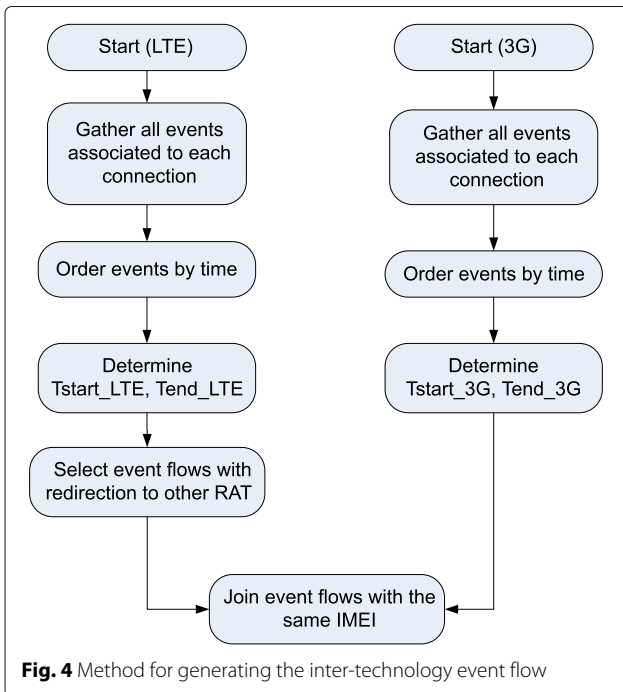 Start (LTE)
Gather all events
associated to each
connection
Order events by time
Determine
Tstart_LTE, Tend_LTE
Select event flows with
redirection to other RAT
Start (3G)
Gather all events
associated to each
connection
Order events by time
Determine
Tstart_3G, Tend_3G
Join event flows with the
same IMEI
Fig. 4 Method for generating the inter-technology event flow